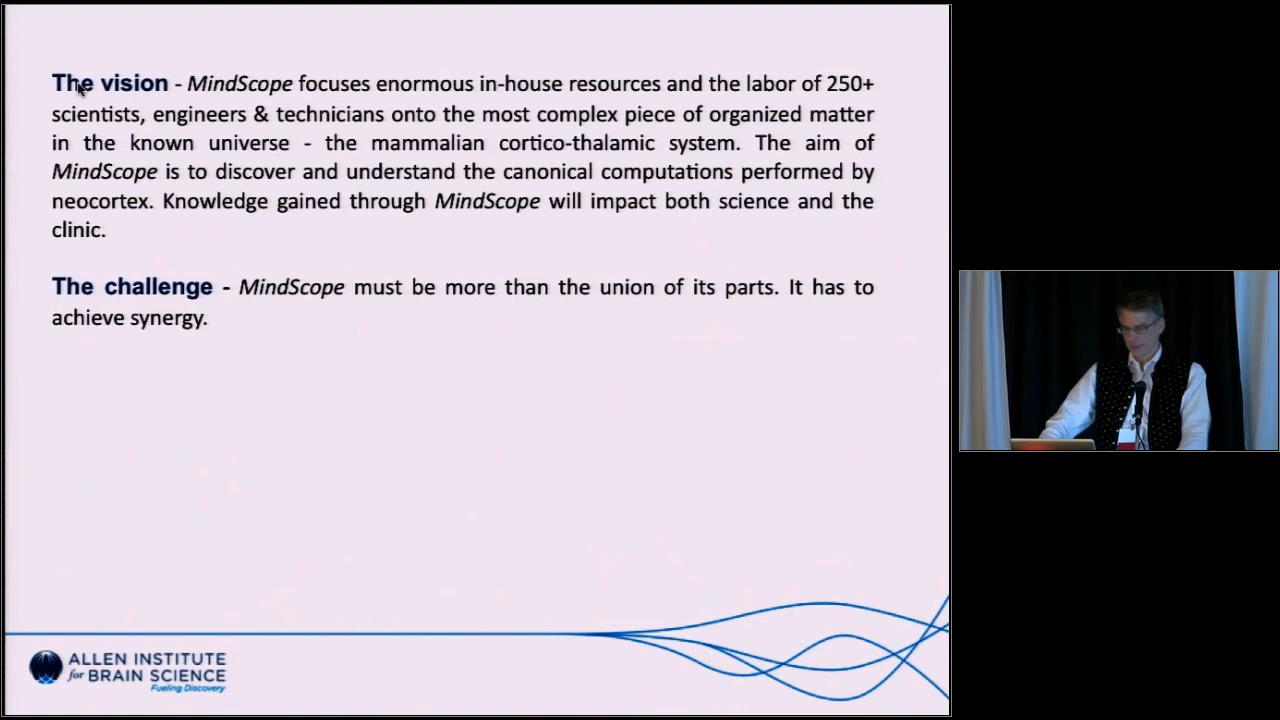 The vision - MindScope focuses enormous in-house resources and the labor of 250+
scientists, engineers & technicians onto the most complex piece of organized matter
in the known universe - the mammalian cortico-thalamic system. The aim of
MindScope is to discover and understand the canonical computations performed by
neocortex. Knowledge gained through MindScope will impact both science and the
clinic.
The challenge - MindScope must be more than the union of its parts. It has to
achieve synergy.
ALLEN INSTITUTE
for BRAIN SCIENCE
Fueling Discovery